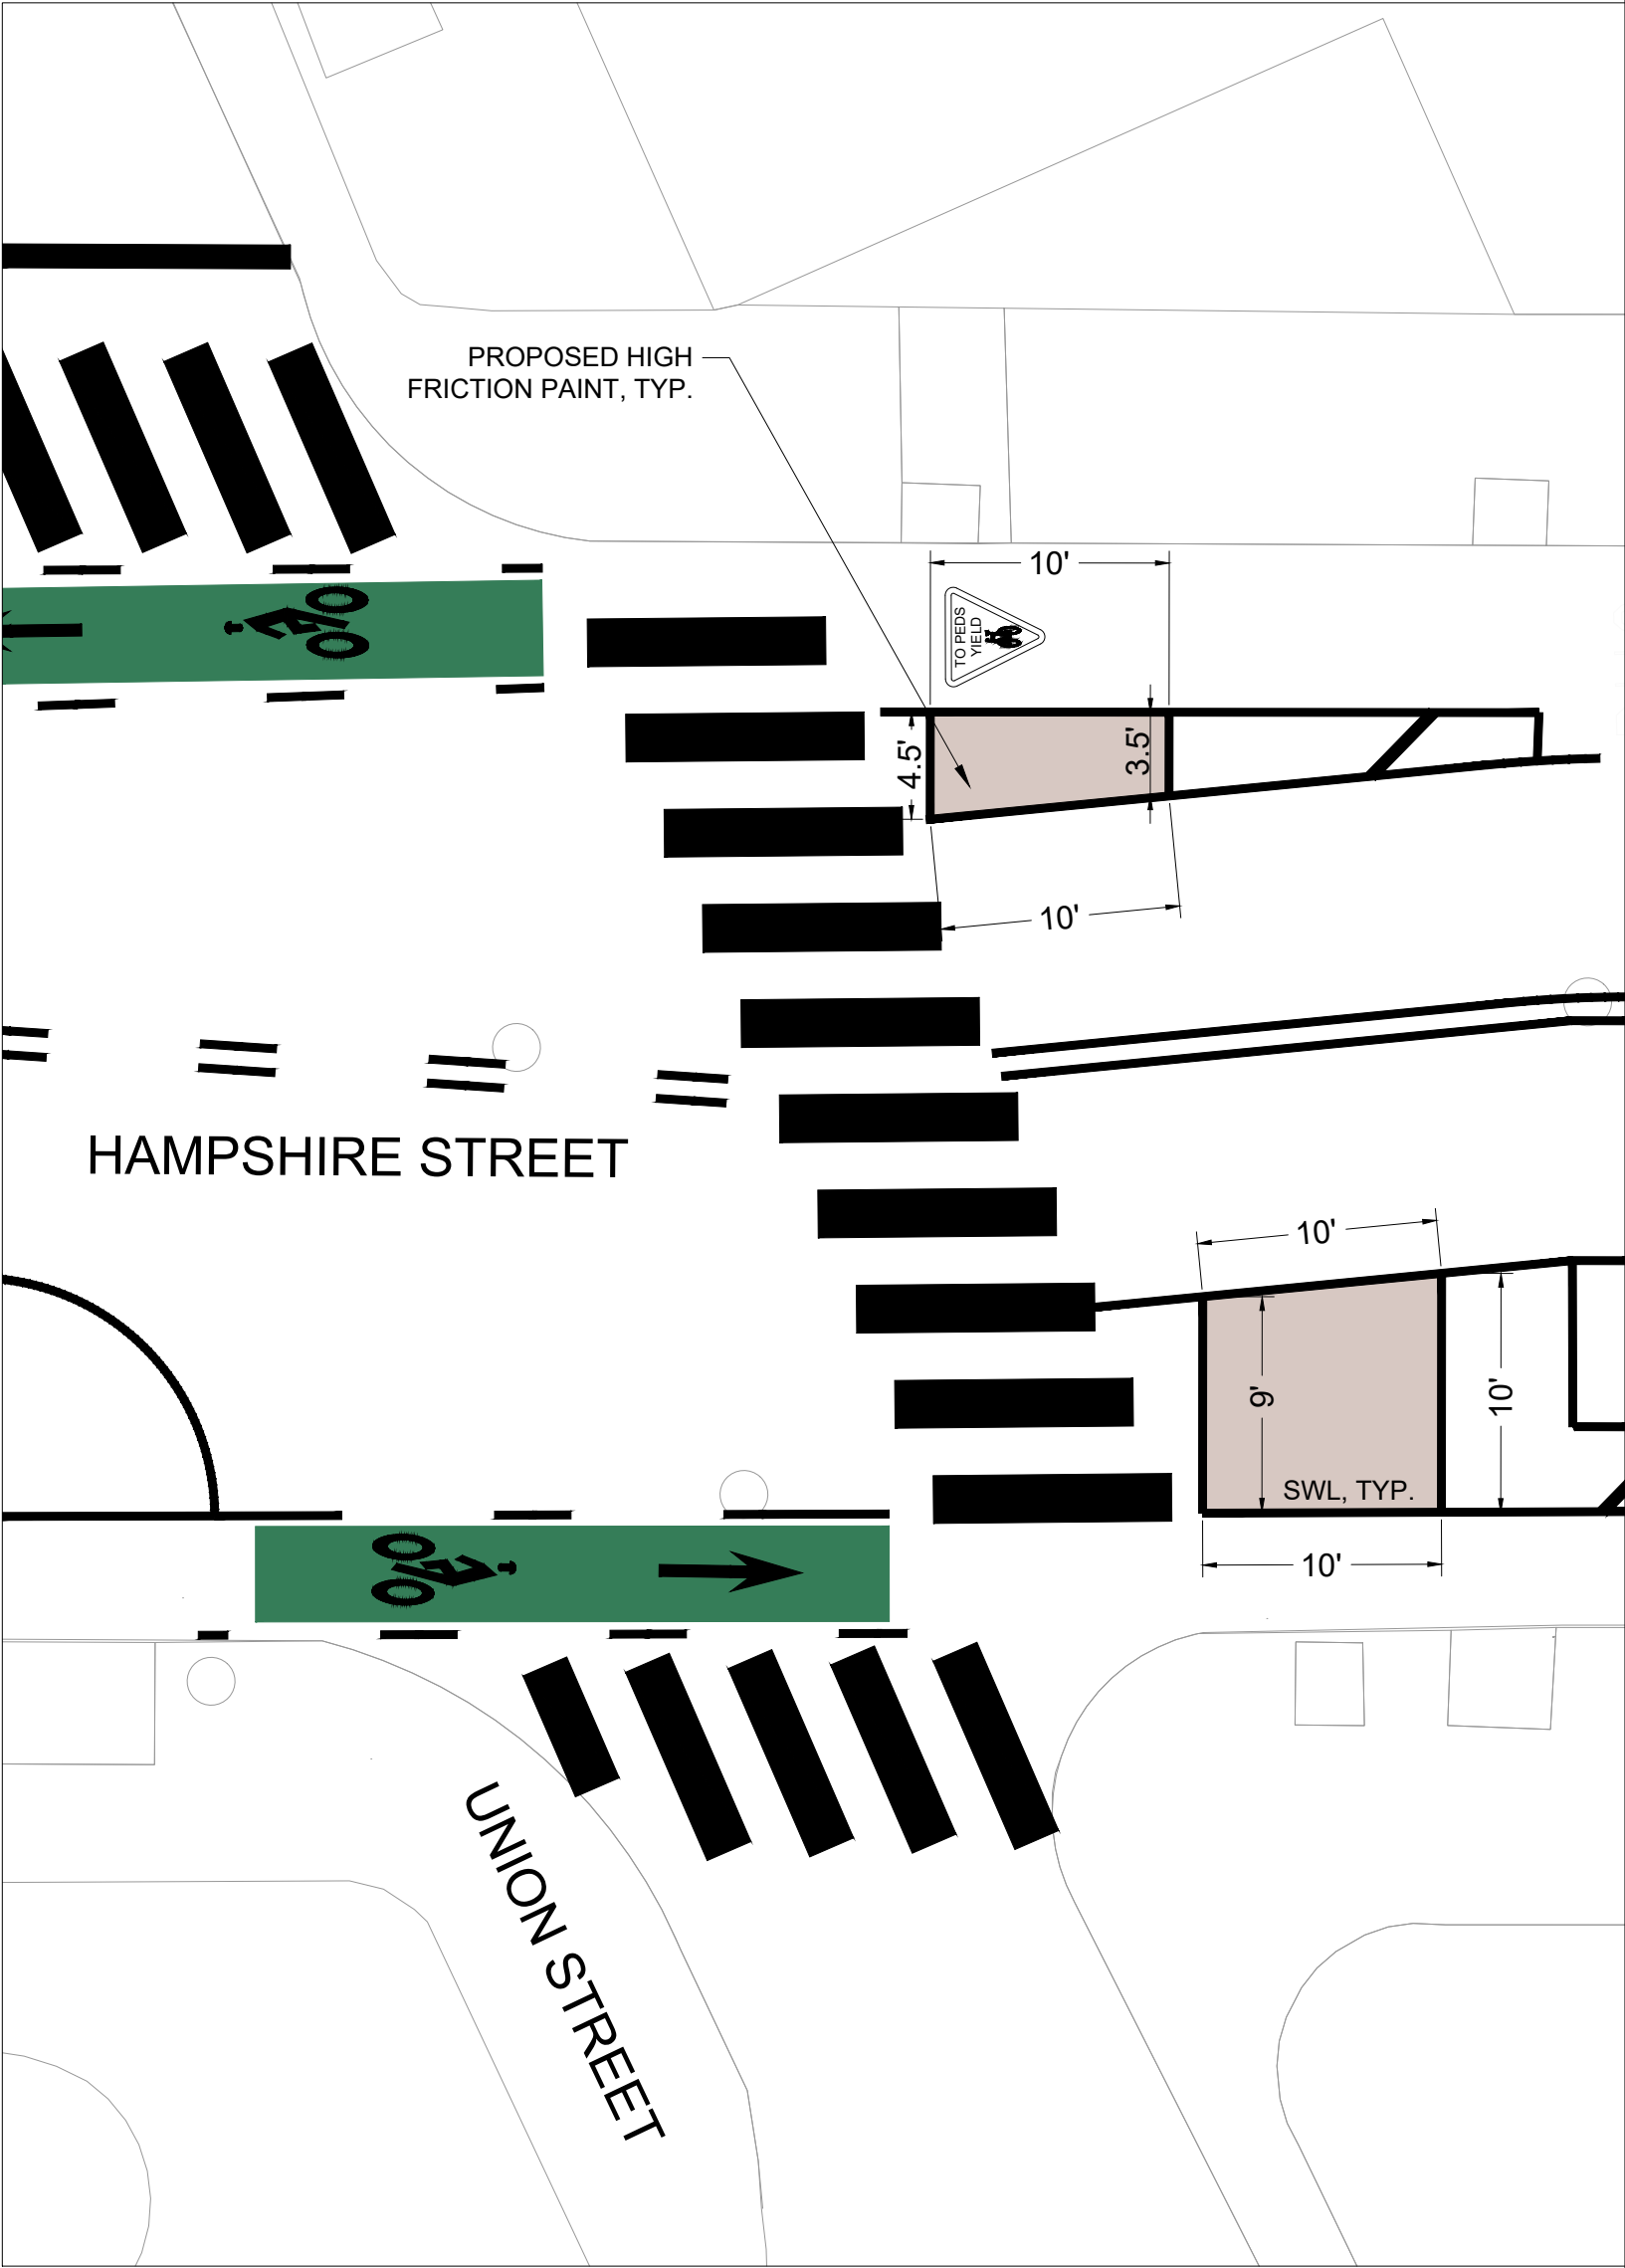 PROPOSED HIGH
FRICTION PAINT, TYP.
10'
TO PEDS
YIELD
4.5'
3.5'
10'
HAMPSHIRE STREET
10'
9'
10'
SWL, TYP.
10'
UNION STREET